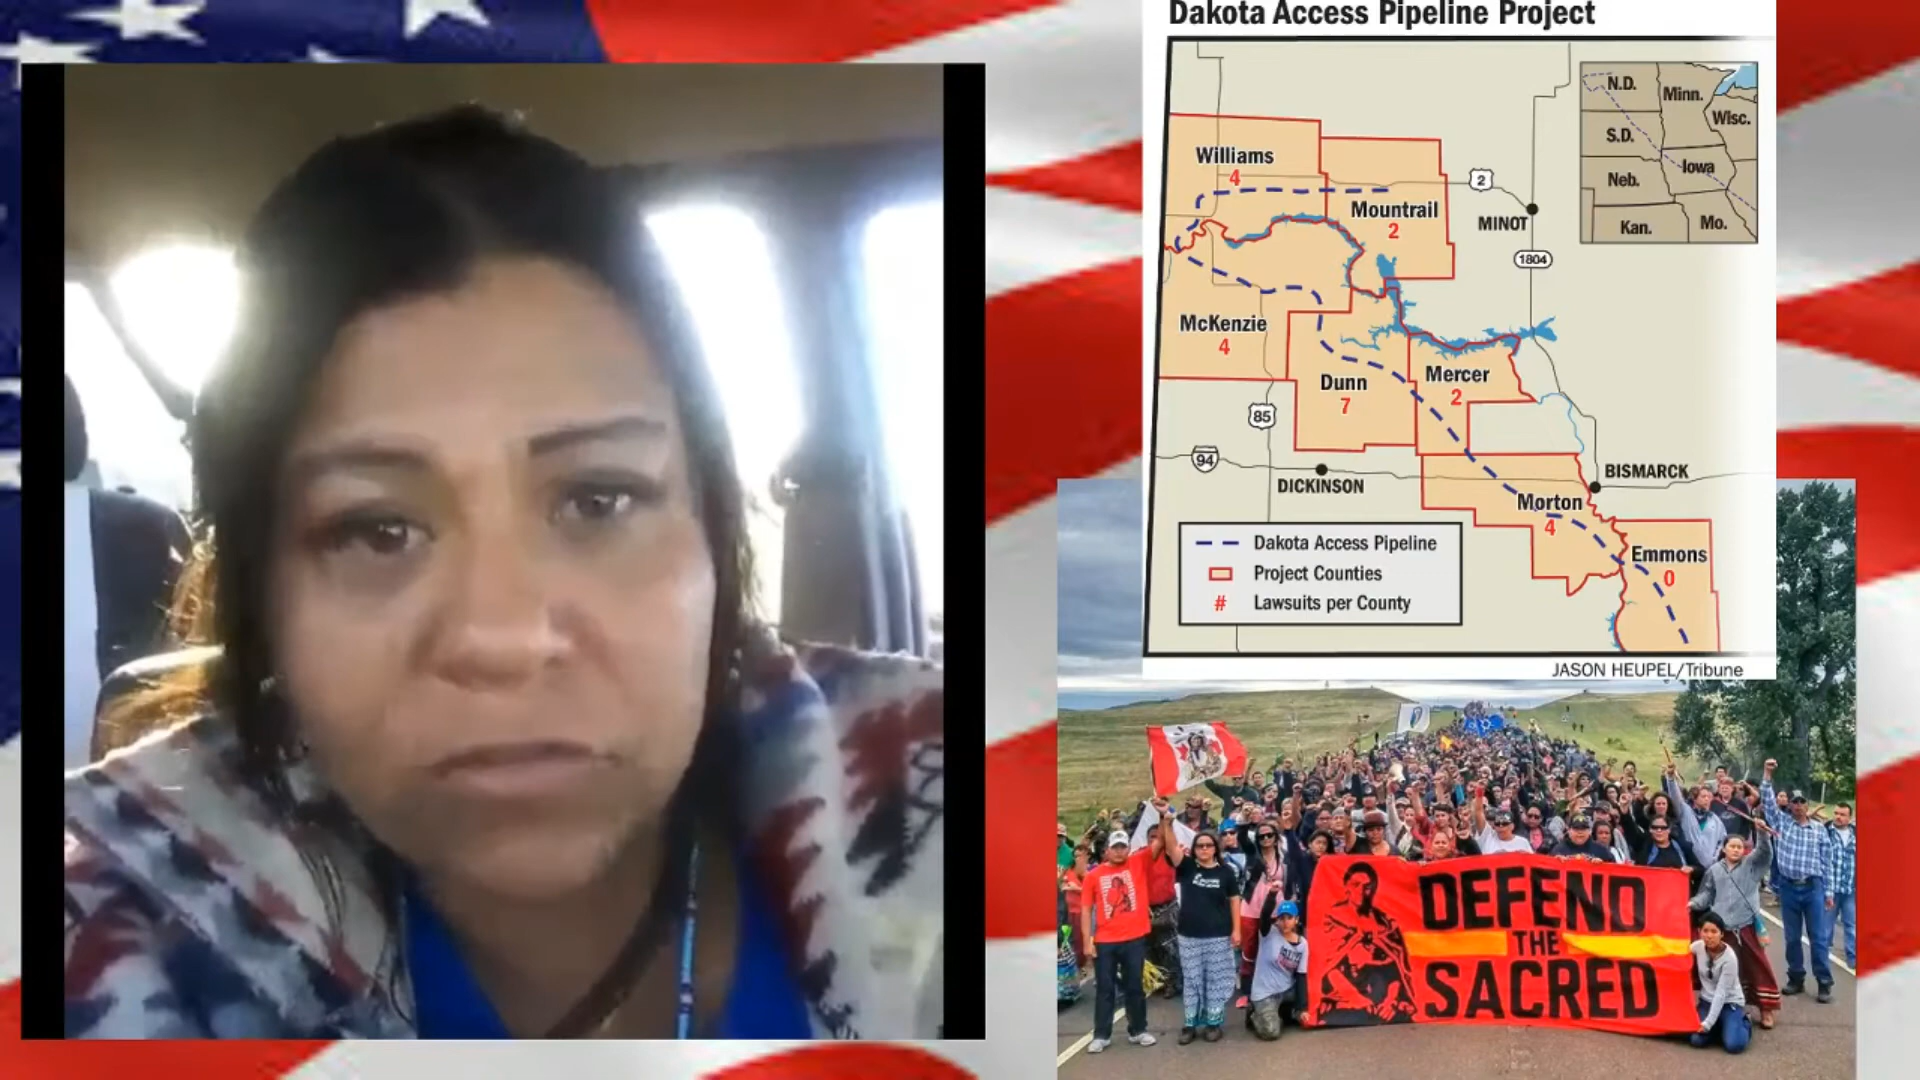 Dakota Access Pipeline Project
N.D.
Minn.
Wisc.
S.D.
Neb.
Iowa
Kan.
Mo.
Williams
4
2
Mountrail
2
MINOT
1804
McKenzie
4
Dunn
7
Mercer
2
85
94
DICKINSON
BISMARCK
Morton
4
Emmons
0
Dakota Access Pipeline
Project Counties
# Lawsuits per County
JASON HEUPEL/Tribune
DEFEND
THE
SACRED